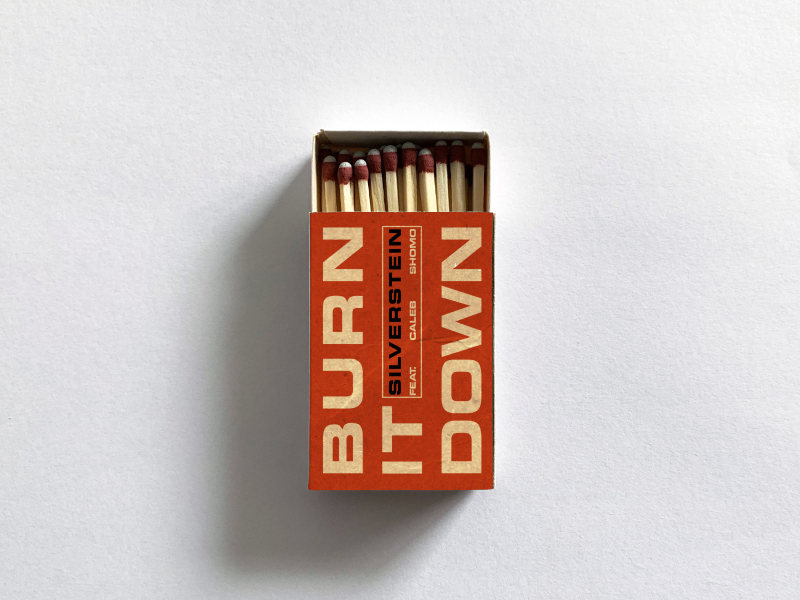 BURN
IT
SILVERSTEIN
FEAT. CALEB SHOMO
DOWN